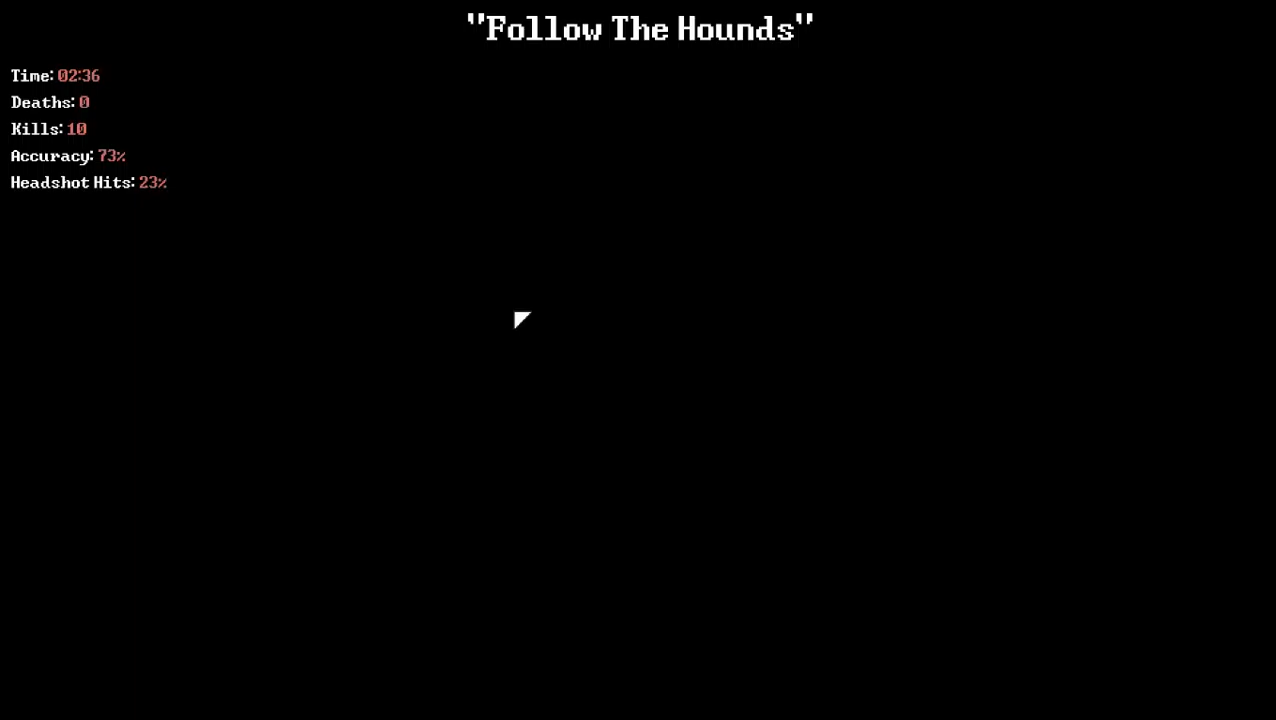 "Follow The Hounds"
Time: 02:36
Deaths: 0
Kills: 10
Accuracy: 73%
Headshot Hits: 23%